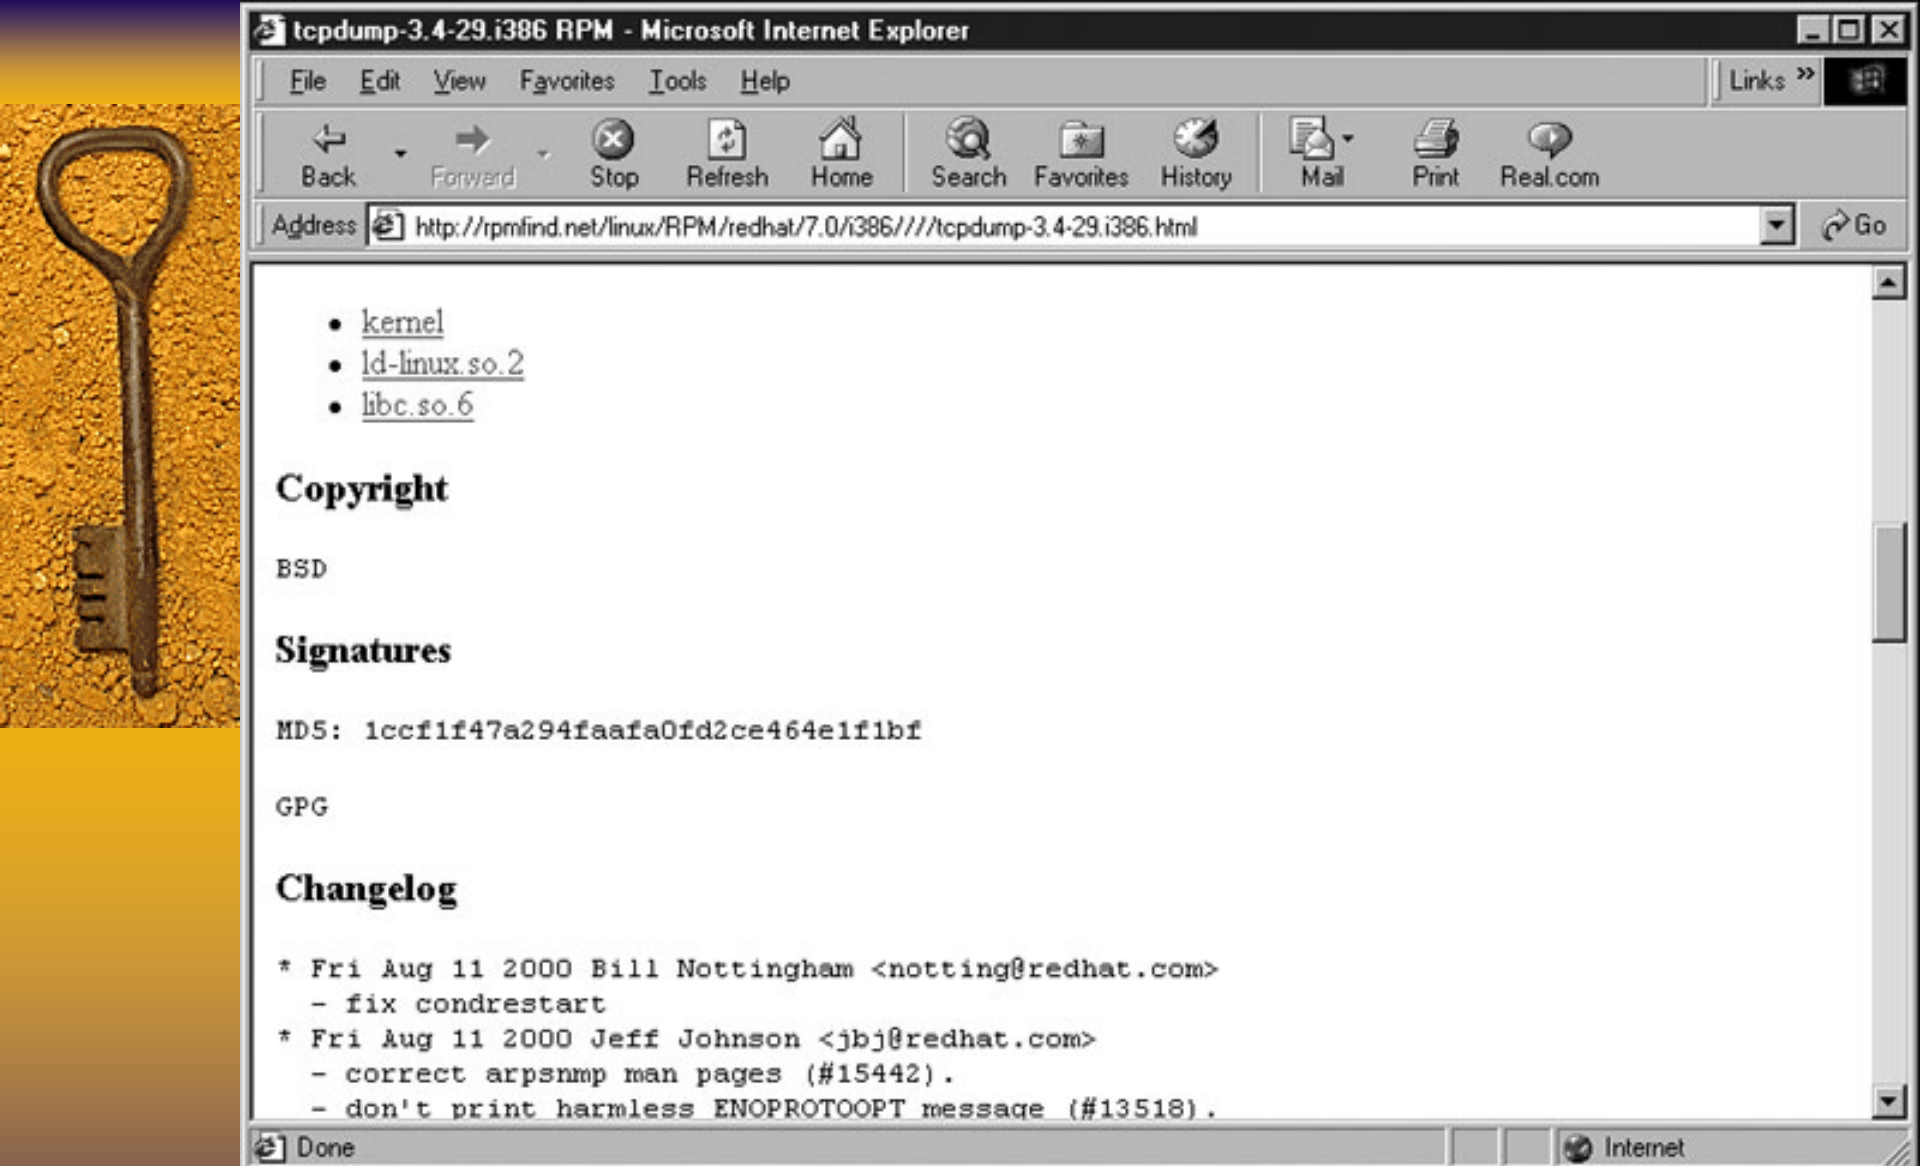 tcpdump-3.4-29.i386 RPM - Microsoft Internet Explorer
File Edit View Favorites Tools Help Links »
Back Forward Stop Refresh Home Search Favorites History Mail Print Real.com
Address http://rpmfind.net/linux/RPM/redhat/7.0/i386////tcpdump-3.4-29.i386.html Go
• kernel
• ld-linux.so.2
• libc.so.6
Copyright
BSD
Signatures
MD5: 1ccf1f47a294faafa0fd2ce464e1f1bf
GPG
Changelog
* Fri Aug 11 2000 Bill Nottingham <notting@redhat.com>
- fix condrestart
* Fri Aug 11 2000 Jeff Johnson <jbj@redhat.com>
- correct arpsnmp man pages (#15442).
- don't print harmless ENOPROTOOPT message (#13518).
Done Internet